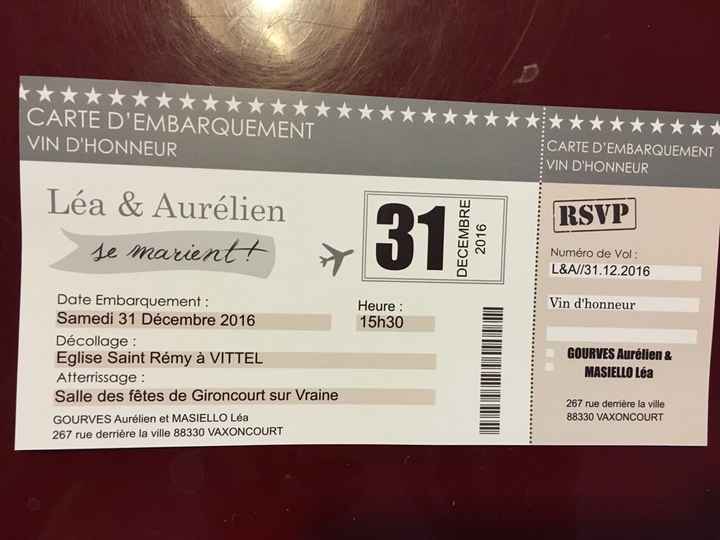 CARTE D'EMBARQUEMENT
VIN D'HONNEUR
Léa & Aurélien
se marient !
31
DECEMBRE
2016
Date Embarquement :
Samedi 31 Décembre 2016
Heure :
15h30
Décollage :
Eglise Saint Rémy à VITTEL
Atterrissage :
Salle des fêtes de Gironcourt sur Vraine
GOURVES Aurélien et MASIELLO Léa
267 rue derrière la ville 88330 VAXONCOURT
CARTE D'EMBARQUEMENT
VIN D'HONNEUR
RSVP
Numéro de Vol :
L&A//31.12.2016
Vin d'honneur
GOURVES Aurélien &
MASIELLO Léa
267 rue derrière la ville
88330 VAXONCOURT